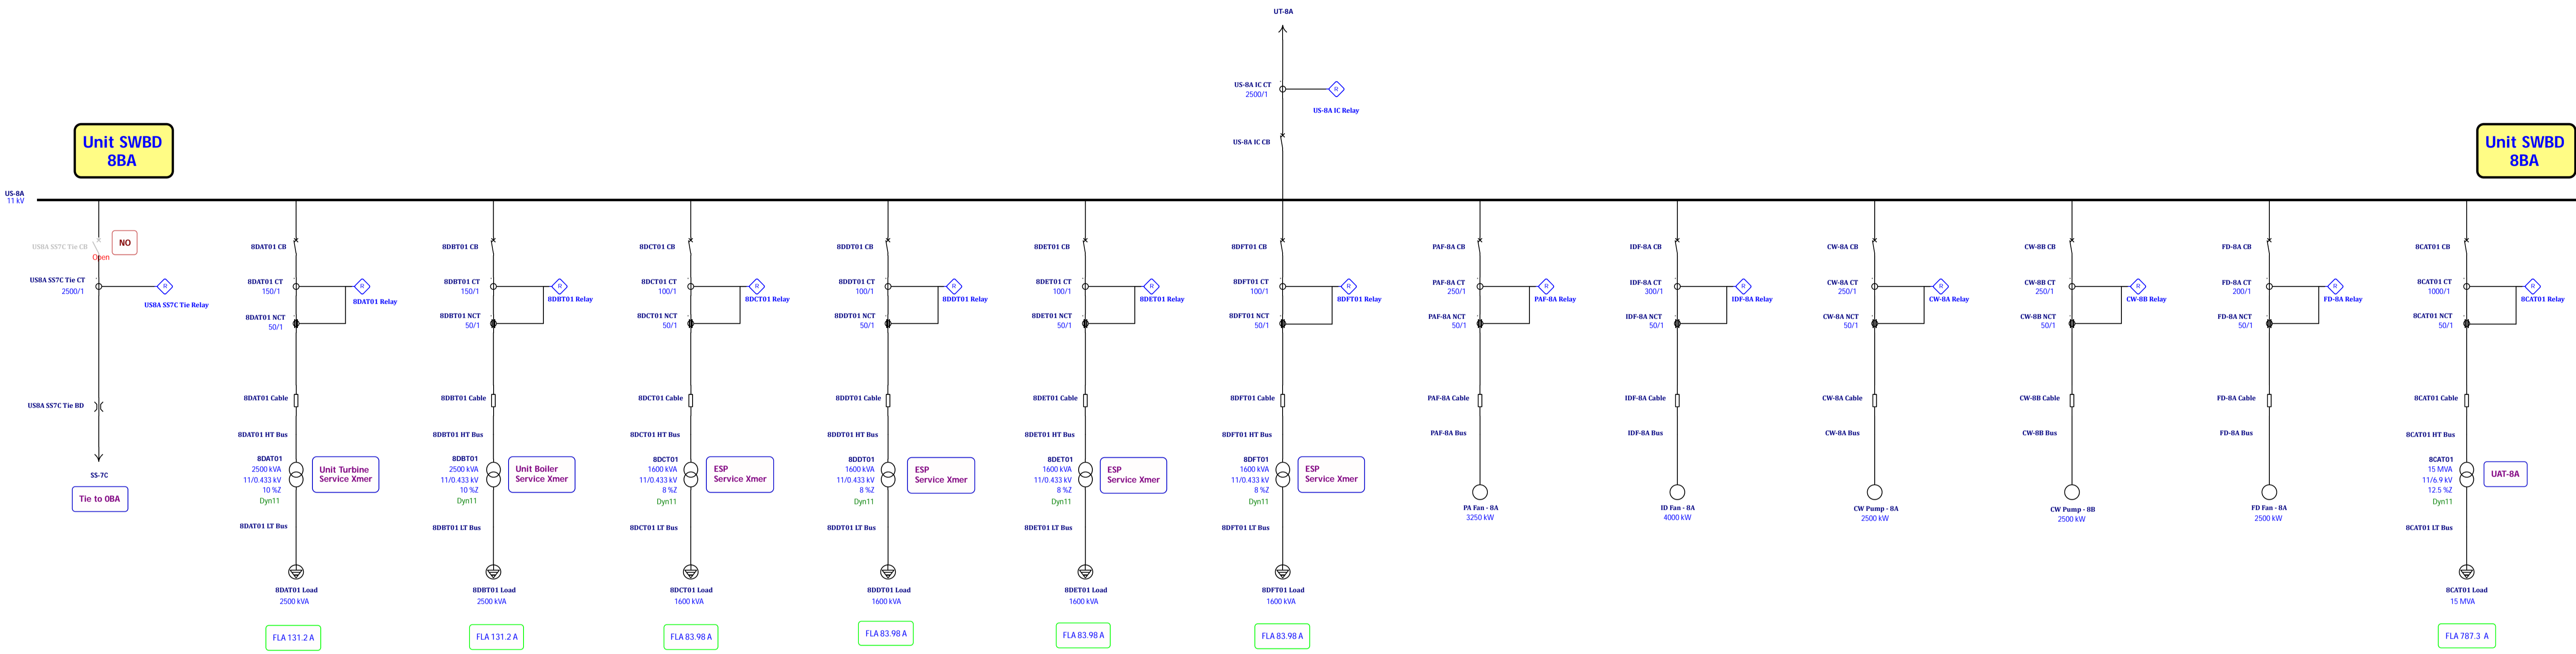 UT-8A
US-8A IC CT
2500/1
R
US-8A IC Relay
US-8A IC CB
Unit SWBD
8BA
Unit SWBD
8BA
US-8A
11 kV
US8A SS7C Tie CB
NO
Open
US8A SS7C Tie CT
2500/1
R
US8A SS7C Tie Relay
US8A SS7C Tie BD
SS-7C
Tie to 0BA
8DAT01 CB
8DAT01 CT
150/1
R
8DAT01 Relay
8DAT01 NCT
50/1
8DAT01 Cable
8DAT01 HT Bus
8DAT01
2500 kVA
11/0.433 kV
10 %Z
Dyn11
Unit Turbine
Service Xmer
8DAT01 LT Bus
8DAT01 Load
2500 kVA
FLA 131.2 A
8DBT01 CB
8DBT01 CT
150/1
R
8DBT01 Relay
8DBT01 NCT
50/1
8DBT01 Cable
8DBT01 HT Bus
8DBT01
2500 kVA
11/0.433 kV
10 %Z
Dyn11
Unit Boiler
Service Xmer
8DBT01 LT Bus
8DBT01 Load
2500 kVA
FLA 131.2 A
8DCT01 CB
8DCT01 CT
100/1
R
8DCT01 Relay
8DCT01 NCT
50/1
8DCT01 Cable
8DCT01 HT Bus
8DCT01
1600 kVA
11/0.433 kV
8 %Z
Dyn11
ESP
Service Xmer
8DCT01 LT Bus
8DCT01 Load
1600 kVA
FLA 83.98 A
8DDT01 CB
8DDT01 CT
100/1
R
8DDT01 Relay
8DDT01 NCT
50/1
8DDT01 Cable
8DDT01 HT Bus
8DDT01
1600 kVA
11/0.433 kV
8 %Z
Dyn11
ESP
Service Xmer
8DDT01 LT Bus
8DDT01 Load
1600 kVA
FLA 83.98 A
8DET01 CB
8DET01 CT
100/1
R
8DET01 Relay
8DET01 NCT
50/1
8DET01 Cable
8DET01 HT Bus
8DET01
1600 kVA
11/0.433 kV
8 %Z
Dyn11
ESP
Service Xmer
8DET01 LT Bus
8DET01 Load
1600 kVA
FLA 83.98 A
8DFT01 CB
8DFT01 CT
100/1
R
8DFT01 Relay
8DFT01 NCT
50/1
8DFT01 Cable
8DFT01 HT Bus
8DFT01
1600 kVA
11/0.433 kV
8 %Z
Dyn11
ESP
Service Xmer
8DFT01 LT Bus
8DFT01 Load
1600 kVA
FLA 83.98 A
PAF-8A CB
PAF-8A CT
250/1
R
PAF-8A Relay
PAF-8A NCT
50/1
PAF-8A Cable
PAF-8A Bus
PA Fan - 8A
3250 kW
IDF-8A CB
IDF-8A CT
300/1
R
IDF-8A Relay
IDF-8A NCT
50/1
IDF-8A Cable
IDF-8A Bus
ID Fan - 8A
4000 kW
CW-8A CB
CW-8A CT
250/1
R
CW-8A Relay
CW-8A NCT
50/1
CW-8A Cable
CW-8A Bus
CW Pump - 8A
2500 kW
CW-8B CB
CW-8B CT
250/1
R
CW-8B Relay
CW-8B NCT
50/1
CW-8B Cable
CW-8B Bus
CW Pump - 8B
2500 kW
FD-8A CB
FD-8A CT
200/1
R
FD-8A Relay
FD-8A NCT
50/1
FD-8A Cable
FD-8A Bus
FD Fan - 8A
2500 kW
8CAT01 CB
8CAT01 CT
1000/1
R
8CAT01 Relay
8CAT01 NCT
50/1
8CAT01 Cable
8CAT01 HT Bus
8CAT01
15 MVA
11/6.9 kV
12.5 %Z
Dyn11
UAT-8A
8CAT01 LT Bus
8CAT01 Load
15 MVA
FLA 787.3 A